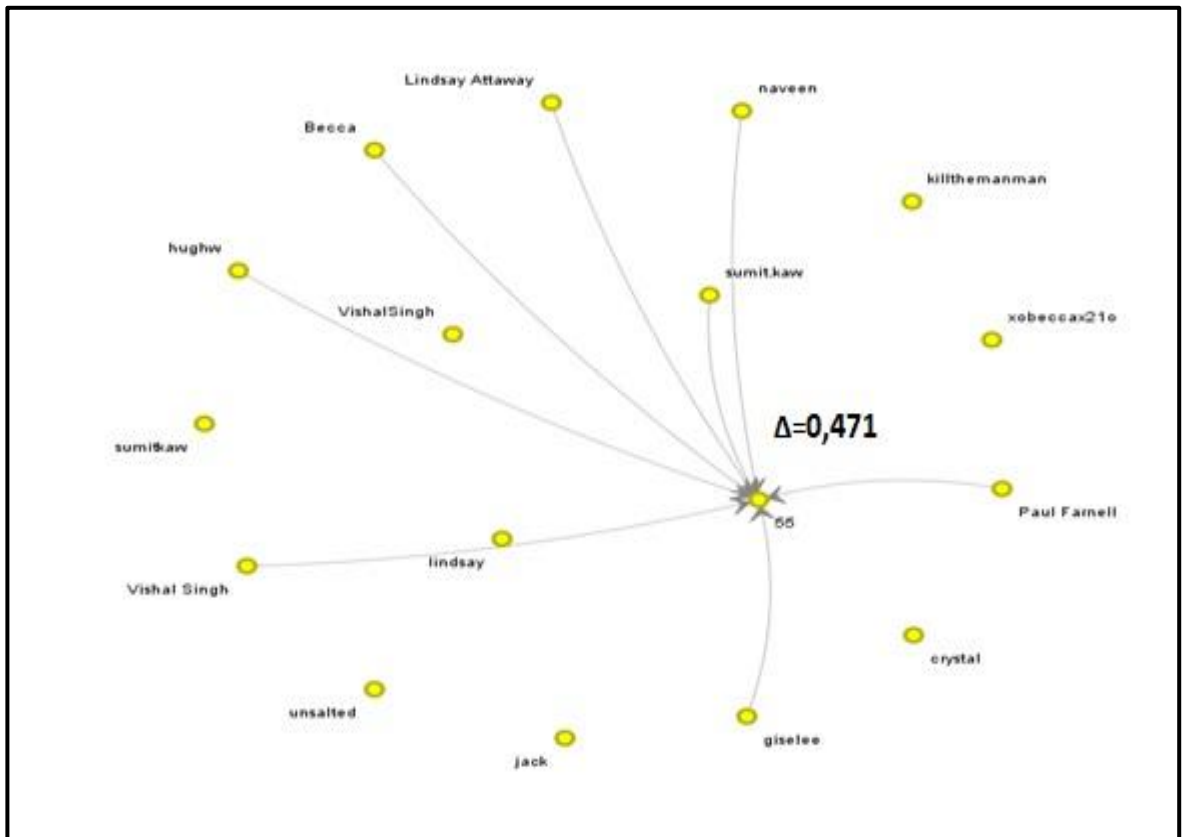 Lindsay Attaway
naveen
Becca
killthemanman
hughw
sumit.kaw
VishalSingh
xobeccax21o
Δ=0,471
sumitkaw
Paul Farnell
55
lindsay
Vishal Singh
crystal
unsalted
giselee
jack